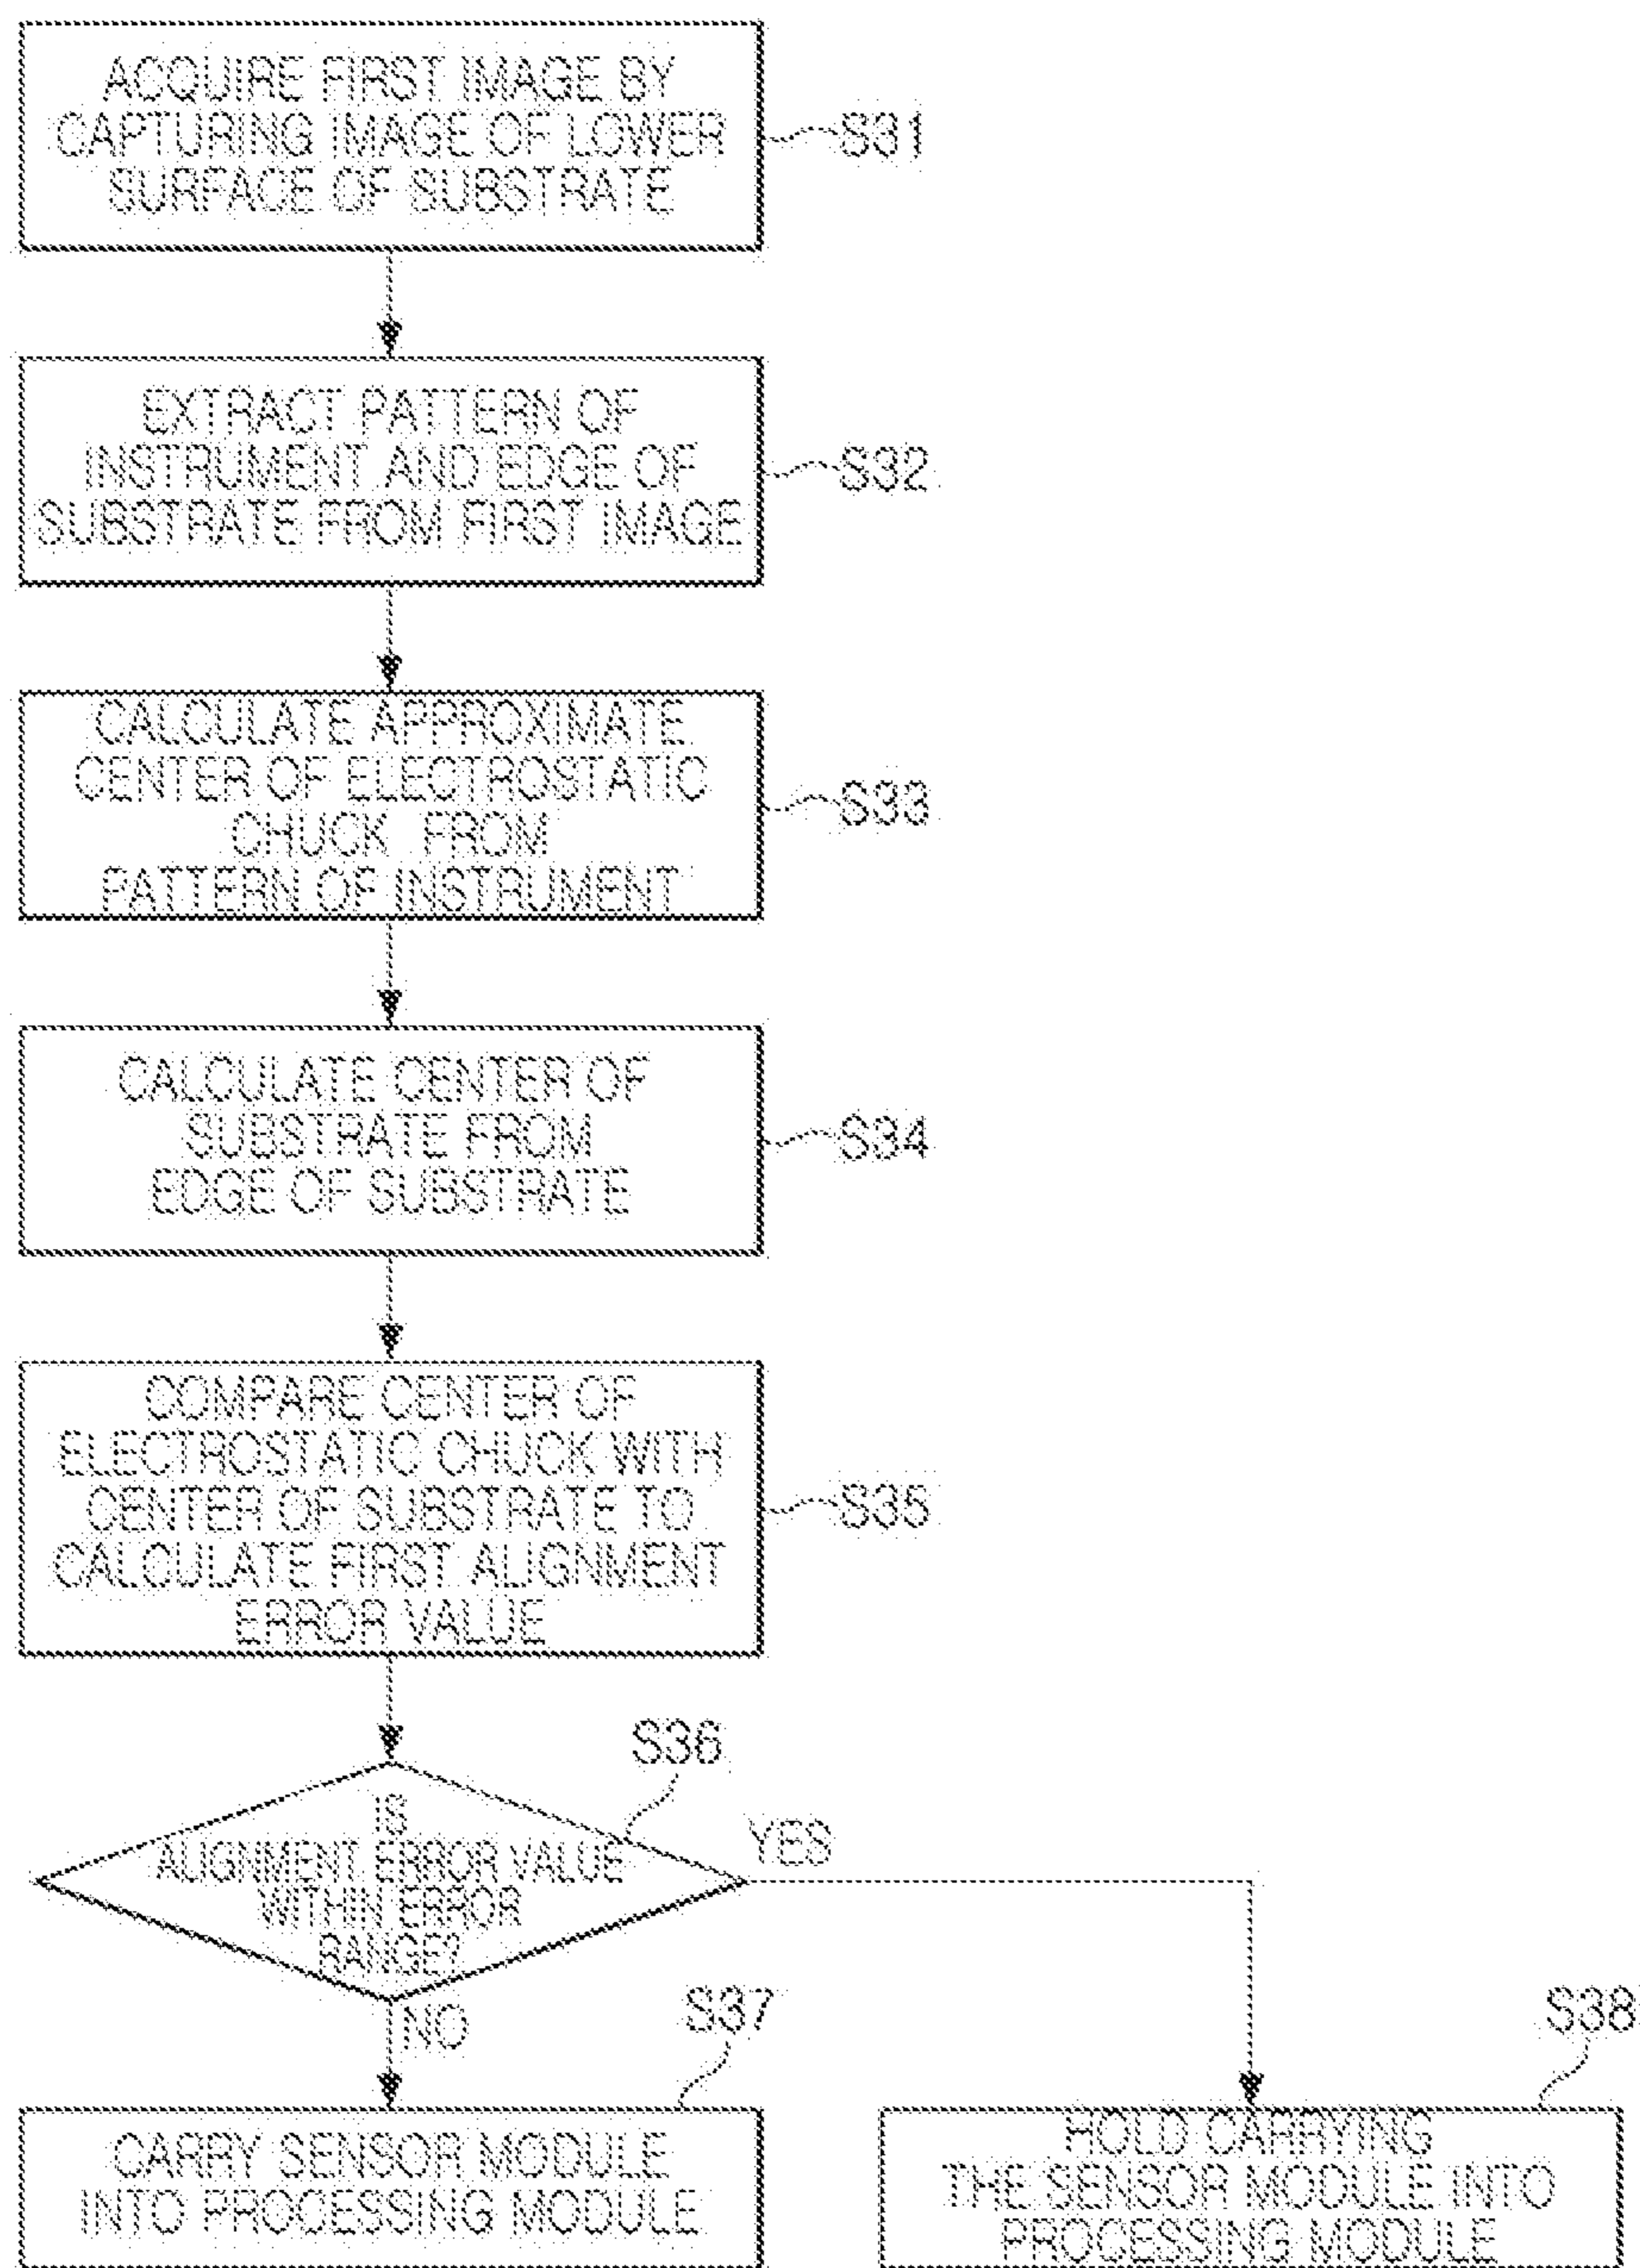 ACQUIRE FIRST IMAGE BY
CAPTURING IMAGE OF LOWER
SURFACE OF SUBSTRATE
S31
EXTRACT PATTERN OF
INSTRUMENT AND EDGE OF
SUBSTRATE FROM FIRST IMAGE
S32
CALCULATE APPROXIMATE
CENTER OF ELECTROSTATIC
CHUCK FROM
PATTERN OF INSTRUMENT
S33
CALCULATE CENTER OF
SUBSTRATE FROM
EDGE OF SUBSTRATE
S34
COMPARE CENTER OF
ELECTROSTATIC CHUCK WITH
CENTER OF SUBSTRATE TO
CALCULATE FIRST ALIGNMENT
ERROR VALUE
S35
S36
IS
ALIGNMENT ERROR VALUE
WITHIN ERROR
RANGE?
YES
NO
S37
CARRY SENSOR MODULE
INTO PROCESSING MODULE
S38
HOLD CARRYING
THE SENSOR MODULE INTO
PROCESSING MODULE